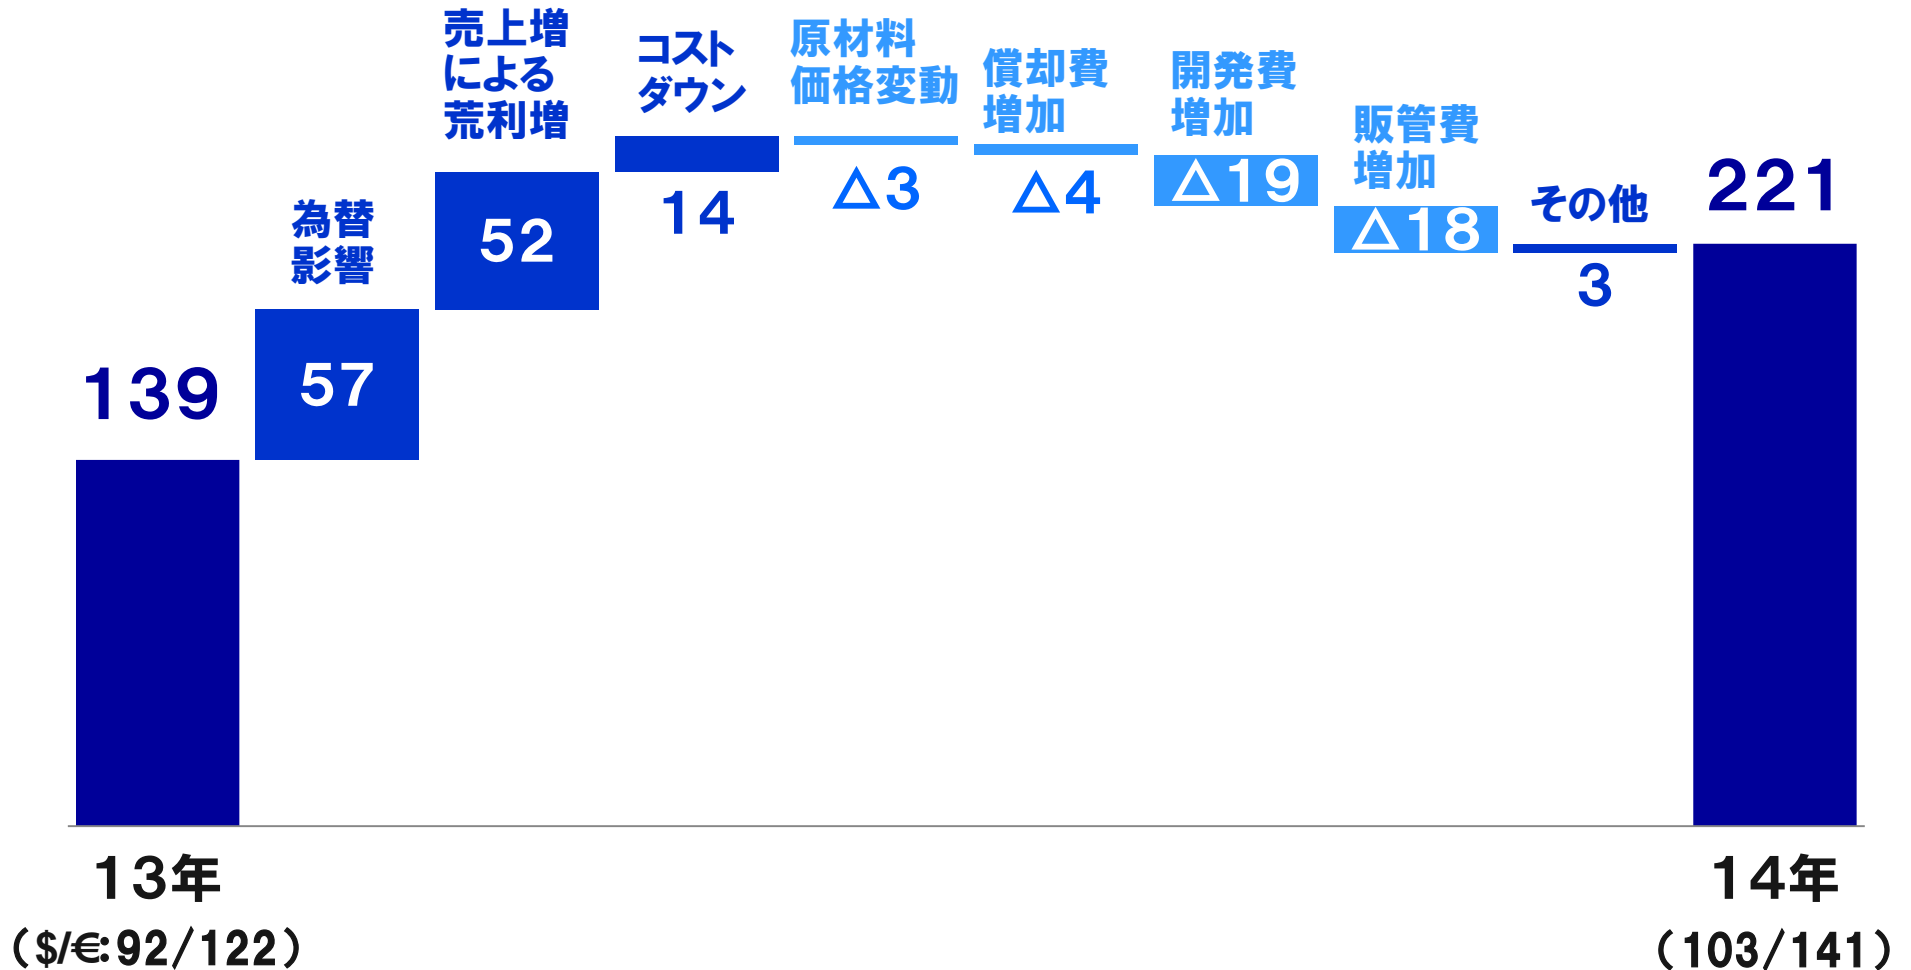 売上増
による
荒利増
コスト
ダウン
原材料
価格変動
償却費
増加
開発費
増加
販管費
増加
為替
影響
その他
139
57
52
14
△3
△4
△19
△18
3
221
13年
14年
（$/€:92/122）
（103/141）